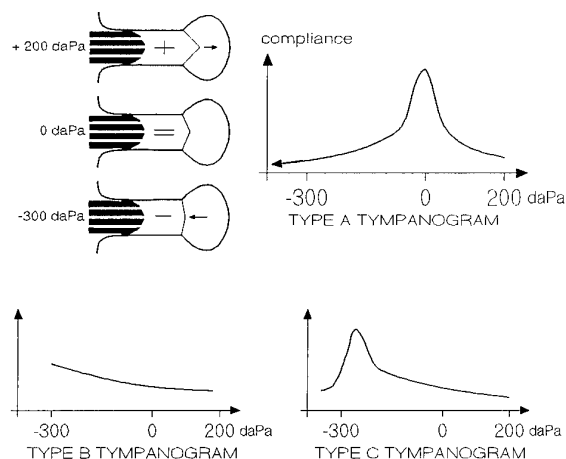 + 200 daPa
0 daPa
-300 daPa
compliance
-300 0 200 daPa
TYPE A TYMPANOGRAM
-300 0 200 daPa
TYPE B TYMPANOGRAM
-300 0 200 daPa
TYPE C TYMPANOGRAM